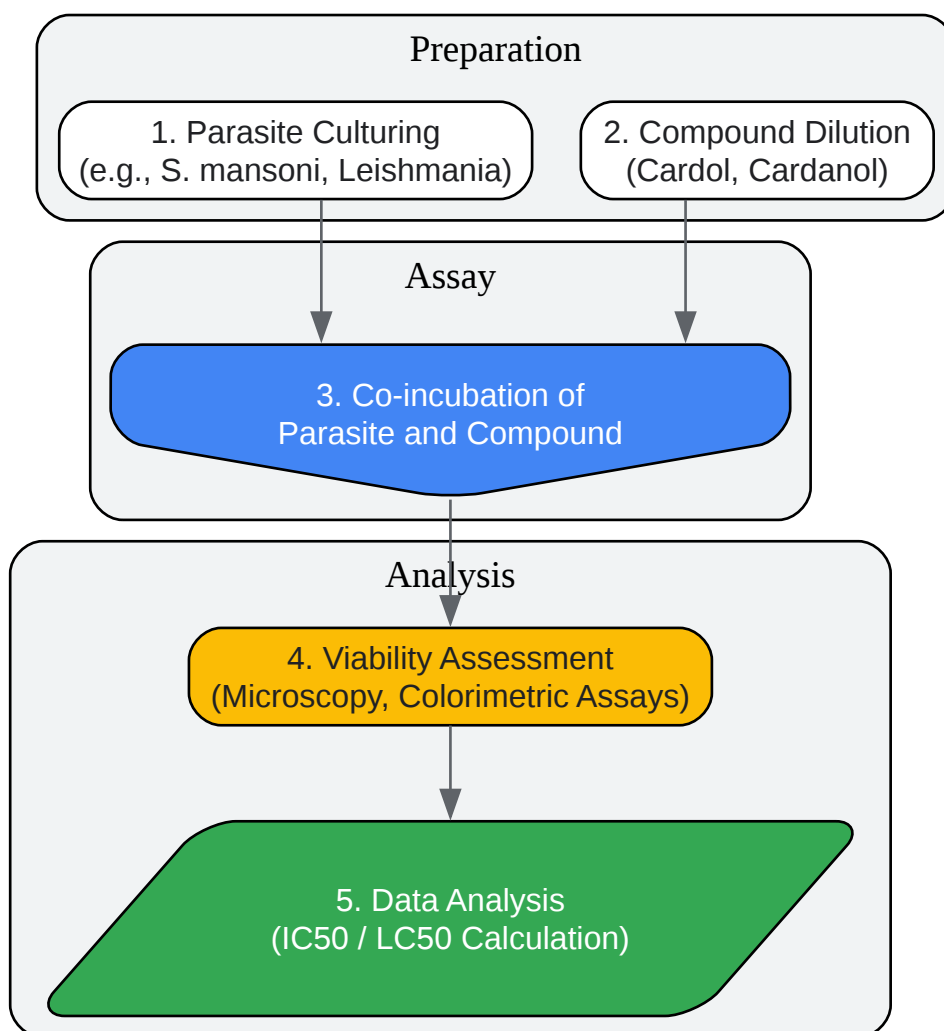 Preparation
1. Parasite Culturing
(e.g., S. mansoni, Leishmania)
2. Compound Dilution
(Cardol, Cardanol)
Assay
3. Co-incubation of
Parasite and Compound
Analysis
4. Viability Assessment
(Microscopy, Colorimetric Assays)
5. Data Analysis
(IC50 / LC50 Calculation)